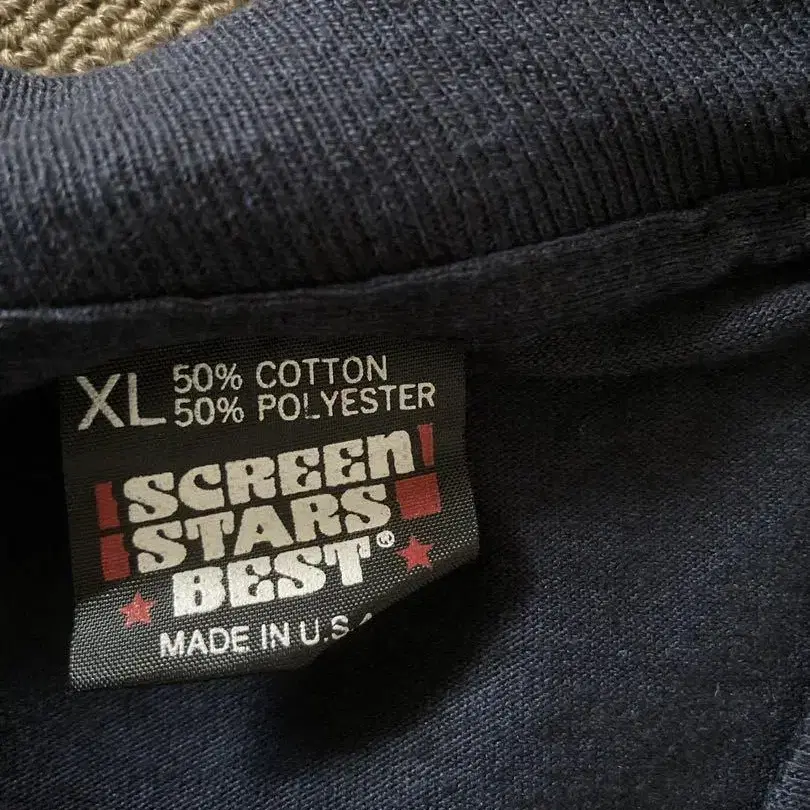 XL 50% COTTON
50% POLYESTER
SCREEN
STARS
BEST®
MADE IN U.S.